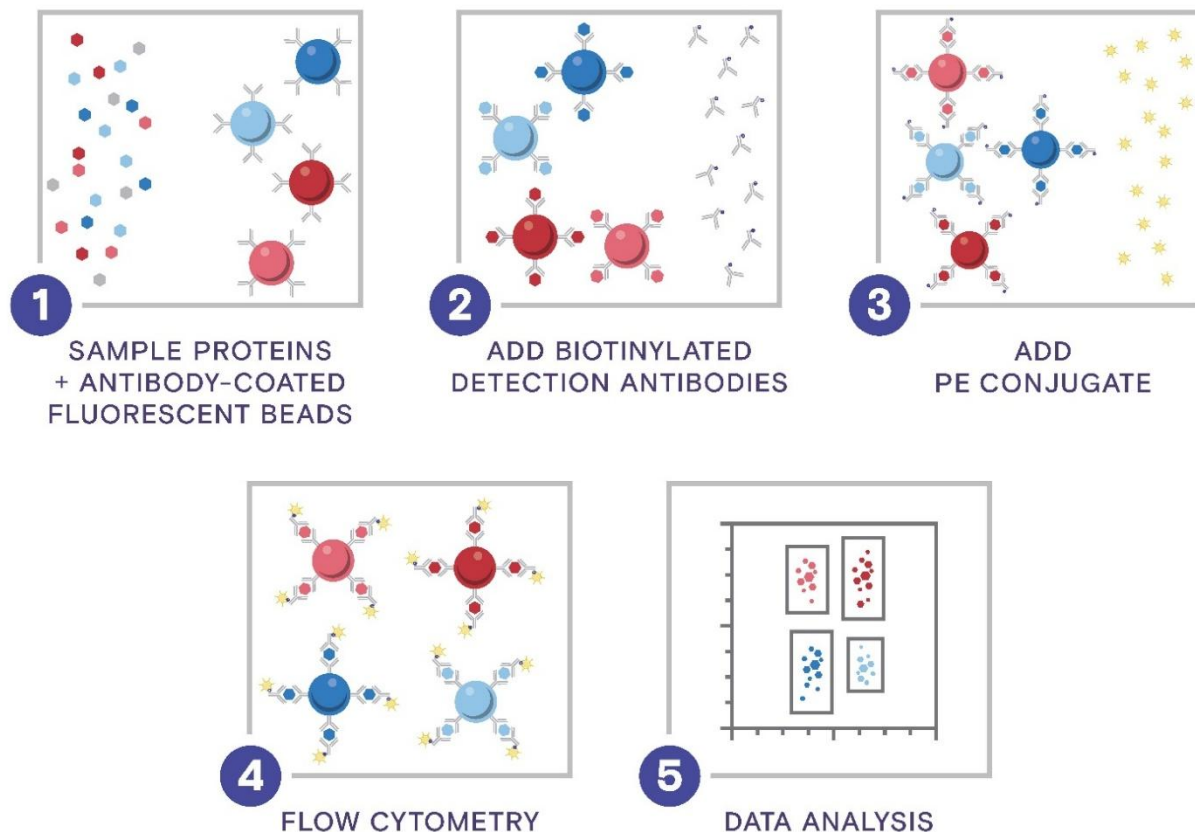 1
SAMPLE PROTEINS
+ ANTIBODY-COATED
FLUORESCENT BEADS
2
ADD BIOTINYLATED
DETECTION ANTIBODIES
3
ADD
PE CONJUGATE
4
FLOW CYTOMETRY
5
DATA ANALYSIS